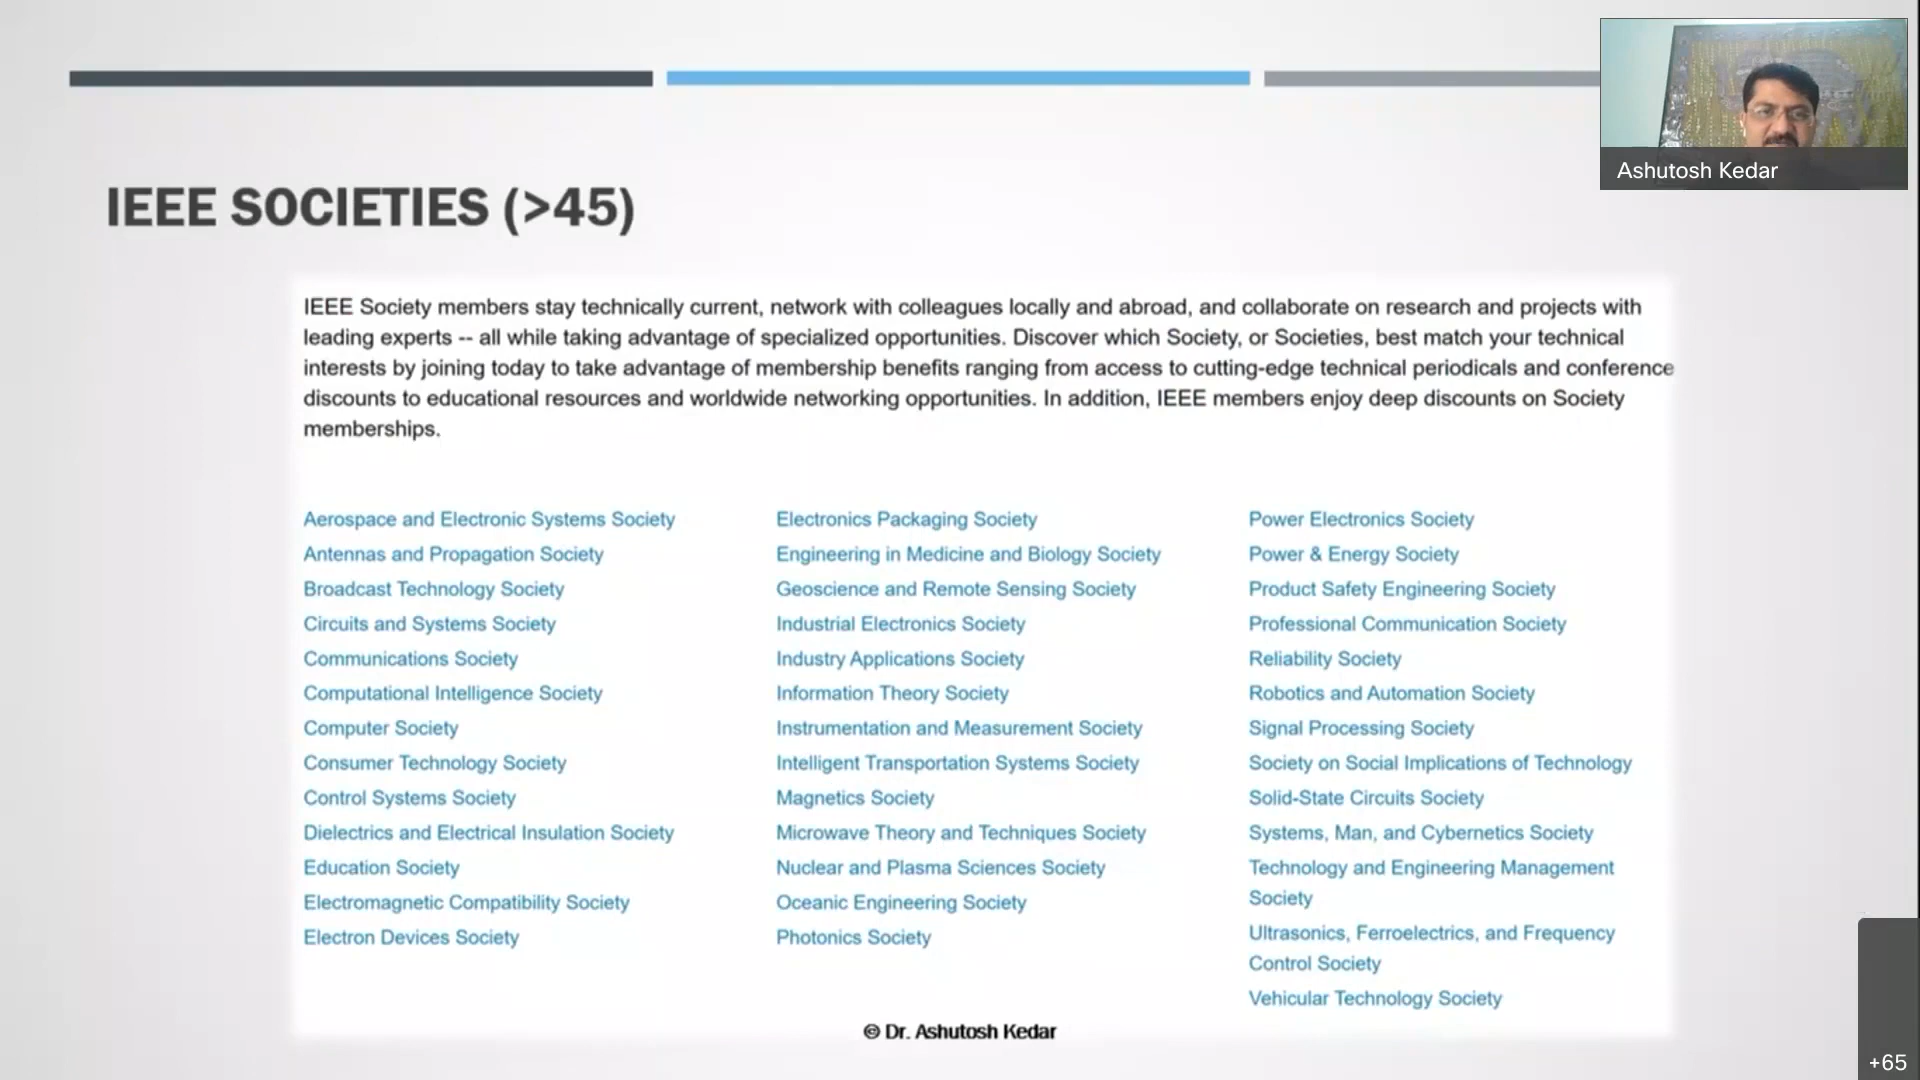 Ashutosh Kedar
IEEE SOCIETIES (>45)
IEEE Society members stay technically current, network with colleagues locally and abroad, and collaborate on research and projects with
leading experts -- all while taking advantage of specialized opportunities. Discover which Society, or Societies, best match your technical
interests by joining today to take advantage of membership benefits ranging from access to cutting-edge technical periodicals and conference
discounts to educational resources and worldwide networking opportunities. In addition, IEEE members enjoy deep discounts on Society
memberships.
Aerospace and Electronic Systems Society
Antennas and Propagation Society
Broadcast Technology Society
Circuits and Systems Society
Communications Society
Computational Intelligence Society
Computer Society
Consumer Technology Society
Control Systems Society
Dielectrics and Electrical Insulation Society
Education Society
Electromagnetic Compatibility Society
Electron Devices Society
Electronics Packaging Society
Engineering in Medicine and Biology Society
Geoscience and Remote Sensing Society
Industrial Electronics Society
Industry Applications Society
Information Theory Society
Instrumentation and Measurement Society
Intelligent Transportation Systems Society
Magnetics Society
Microwave Theory and Techniques Society
Nuclear and Plasma Sciences Society
Oceanic Engineering Society
Photonics Society
Power Electronics Society
Power & Energy Society
Product Safety Engineering Society
Professional Communication Society
Reliability Society
Robotics and Automation Society
Signal Processing Society
Society on Social Implications of Technology
Solid-State Circuits Society
Systems, Man, and Cybernetics Society
Technology and Engineering Management
Society
Ultrasonics, Ferroelectrics, and Frequency
Control Society
Vehicular Technology Society
© Dr. Ashutosh Kedar
+65